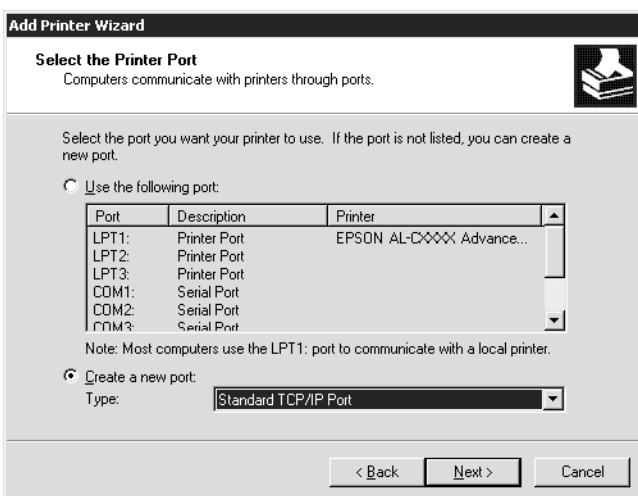 Add Printer Wizard
Select the Printer Port
Computers communicate with printers through ports.
Select the port you want your printer to use. If the port is not listed, you can create a
new port.
Use the following port:
Port Description Printer
LPT1: Printer Port EPSON AL-CXXXX Advance...
LPT2: Printer Port
LPT3: Printer Port
COM1: Serial Port
COM2: Serial Port
COM3: Serial Port
Note: Most computers use the LPT1: port to communicate with a local printer.
Create a new port:
Type: Standard TCP/IP Port
< Back Next > Cancel